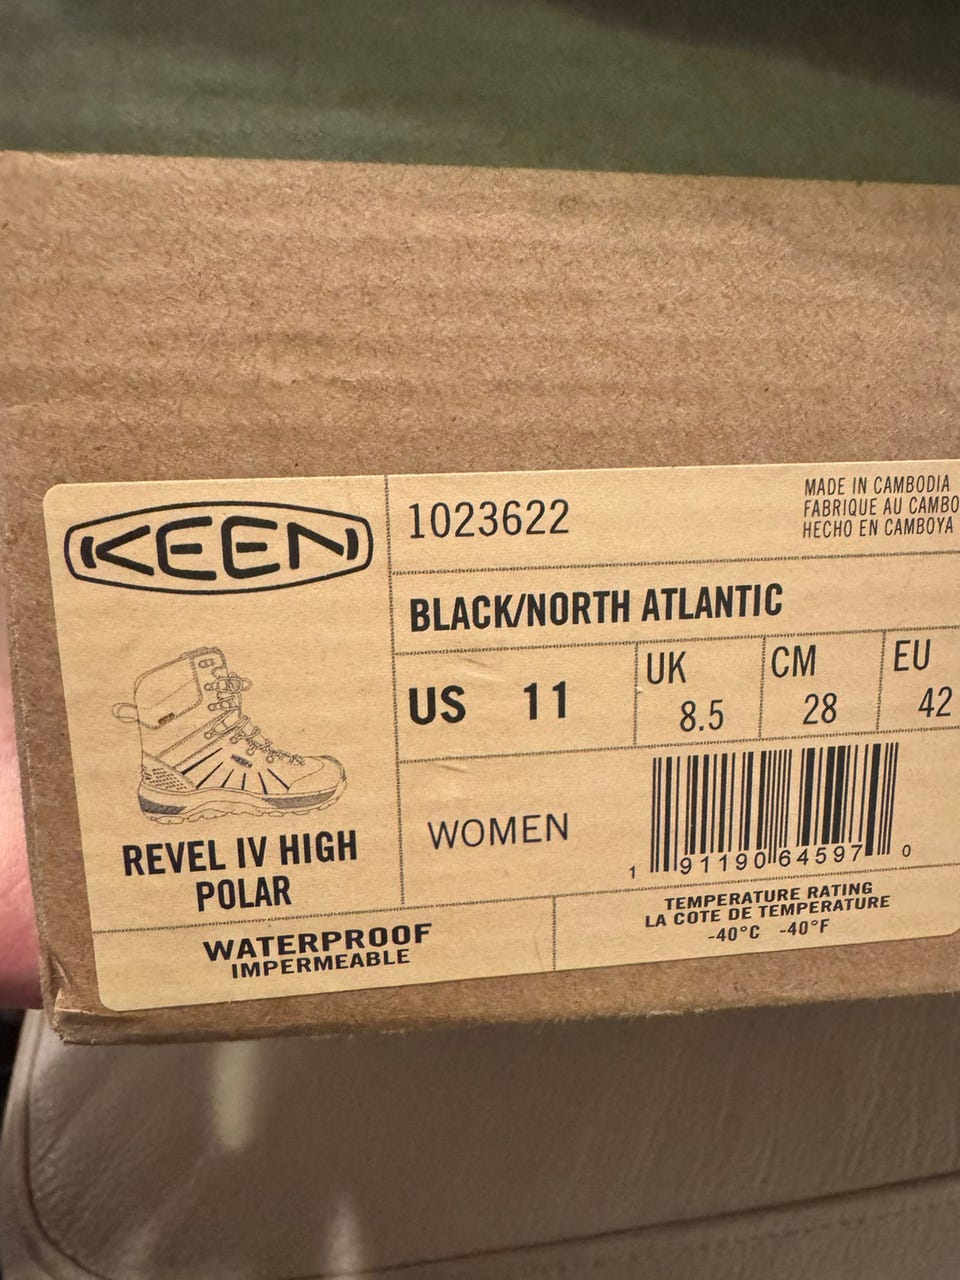 KEEN
1023622
MADE IN CAMBODIA
FABRIQUE AU CAMBO
HECHO EN CAMBOYA
BLACK/NORTH ATLANTIC
US 11
UK
8.5
CM
28
EU
42
WOMEN
1 91190 64597 0
REVEL IV HIGH
POLAR
WATERPROOF
IMPERMEABLE
TEMPERATURE RATING
LA COTE DE TEMPERATURE
-40°C -40°F